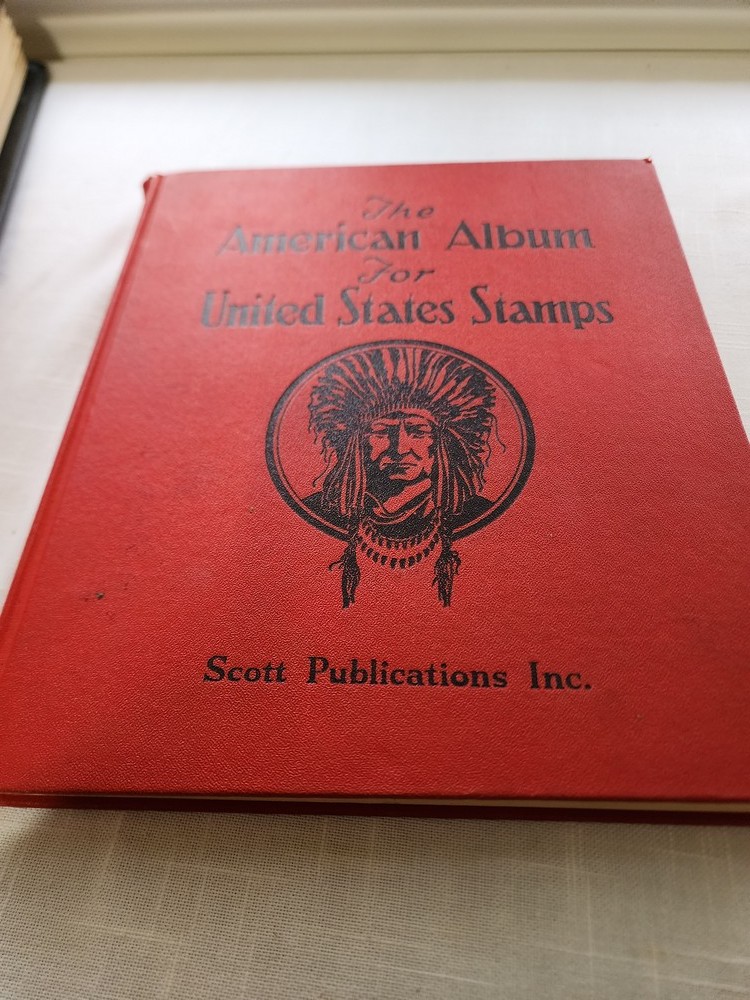 The
American Album
For
United States Stamps
Scott Publications Inc.